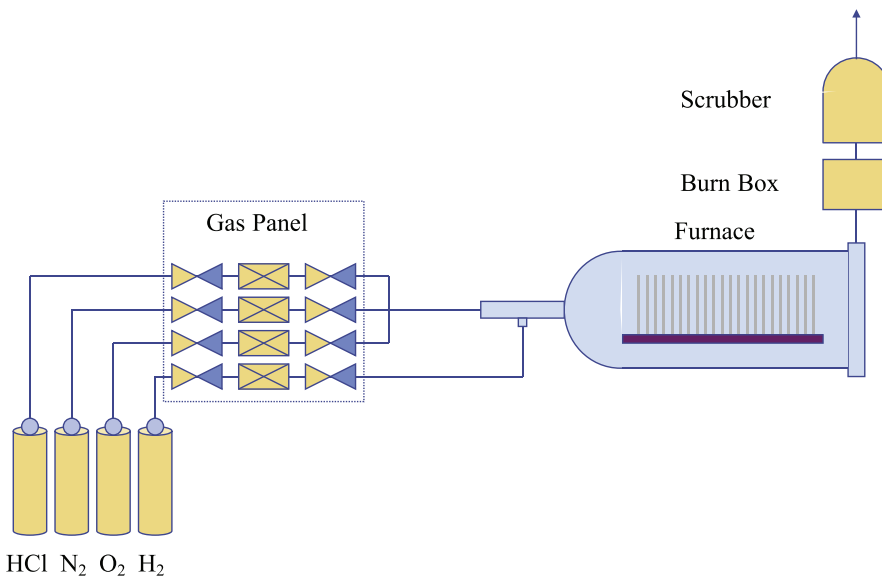 Scrubber
Burn Box
Gas Panel
Furnace
HCl N₂ O₂ H₂